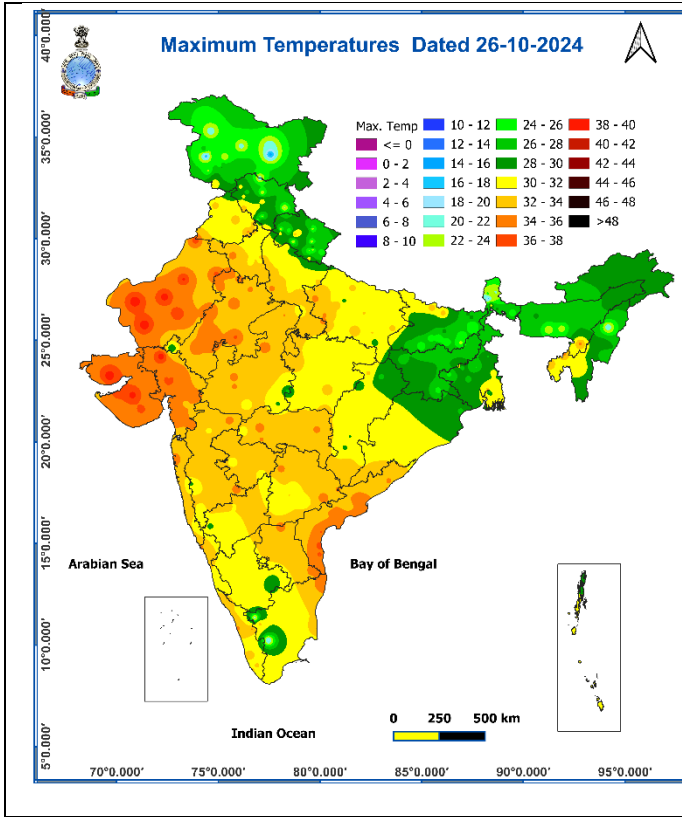 Maximum Temperatures Dated 26-10-2024
Max. Temp
<= 0
0 - 2
2 - 4
4 - 6
6 - 8
8 - 10
10 - 12
12 - 14
14 - 16
16 - 18
18 - 20
20 - 22
22 - 24
24 - 26
26 - 28
28 - 30
30 - 32
32 - 34
34 - 36
36 - 38
38 - 40
40 - 42
42 - 44
44 - 46
46 - 48
>48
40°0.000'
35°0.000'
30°0.000'
25°0.000'
20°0.000'
15°0.000'
10°0.000'
5°0.000'
Arabian Sea
Bay of Bengal
Indian Ocean
0 250 500 km
70°0.000' 75°0.000' 80°0.000' 85°0.000' 90°0.000' 95°0.000'